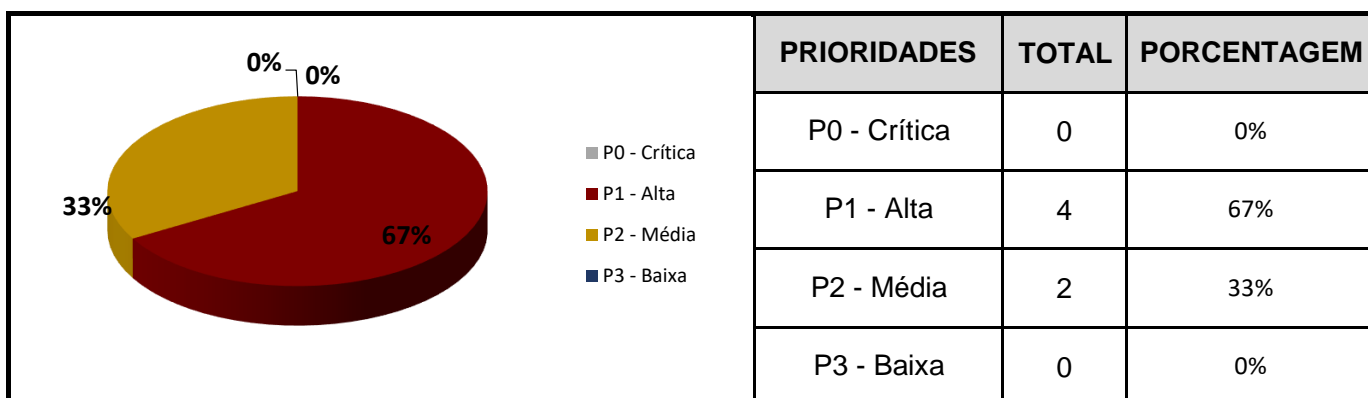 0% 0%
33%
67%
P0 - Crítica
P1 - Alta
P2 - Média
P3 - Baixa
PRIORIDADES TOTAL PORCENTAGEM
P0 - Crítica 0 0%
P1 - Alta 4 67%
P2 - Média 2 33%
P3 - Baixa 0 0%